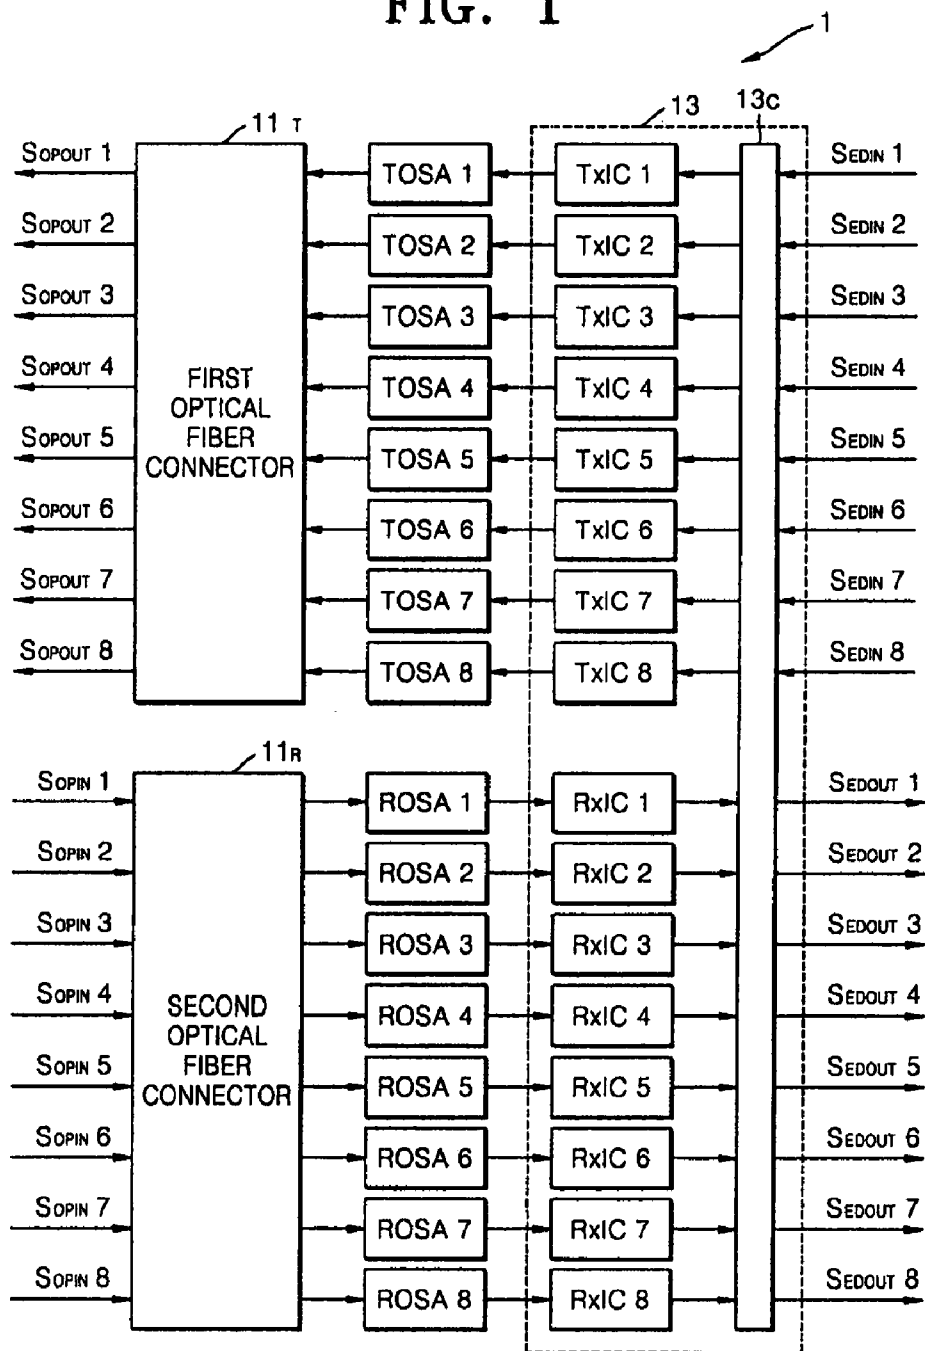 FIG. 1
1
11 T
13
13C
SOPOUT 1
TOSA 1
TxIC 1
SEDIN 1
SOPOUT 2
TOSA 2
TxIC 2
SEDIN 2
SOPOUT 3
TOSA 3
TxIC 3
SEDIN 3
SOPOUT 4
TOSA 4
TxIC 4
SEDIN 4
FIRST
OPTICAL
FIBER
CONNECTOR
SOPOUT 5
TOSA 5
TxIC 5
SEDIN 5
SOPOUT 6
TOSA 6
TxIC 6
SEDIN 6
SOPOUT 7
TOSA 7
TxIC 7
SEDIN 7
SOPOUT 8
TOSA 8
TxIC 8
SEDIN 8
11R
SOPIN 1
ROSA 1
RxIC 1
SEDOUT 1
SOPIN 2
ROSA 2
RxIC 2
SEDOUT 2
SOPIN 3
ROSA 3
RxIC 3
SEDOUT 3
SOPIN 4
ROSA 4
RxIC 4
SEDOUT 4
SECOND
OPTICAL
FIBER
CONNECTOR
SOPIN 5
ROSA 5
RxIC 5
SEDOUT 5
SOPIN 6
ROSA 6
RxIC 6
SEDOUT 6
SOPIN 7
ROSA 7
RxIC 7
SEDOUT 7
SOPIN 8
ROSA 8
RxIC 8
SEDOUT 8